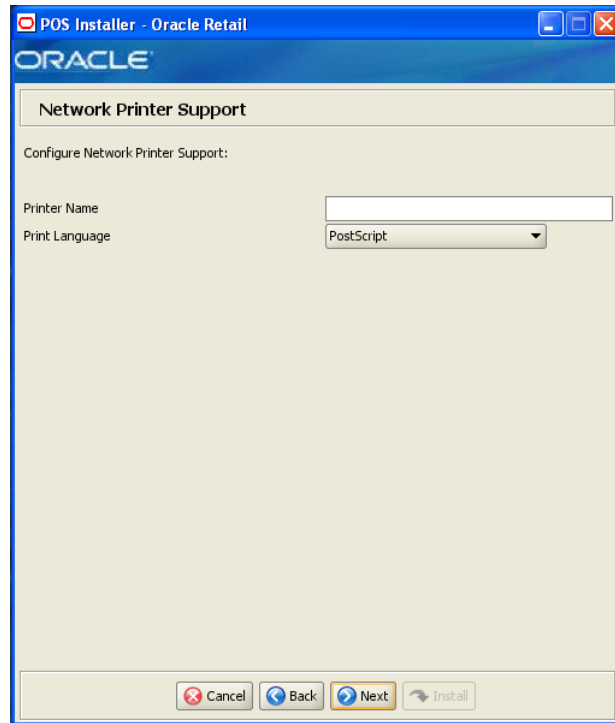 POS Installer - Oracle Retail
ORACLE
Network Printer Support
Configure Network Printer Support:
Printer Name
Print Language PostScript
Cancel Back Next Install